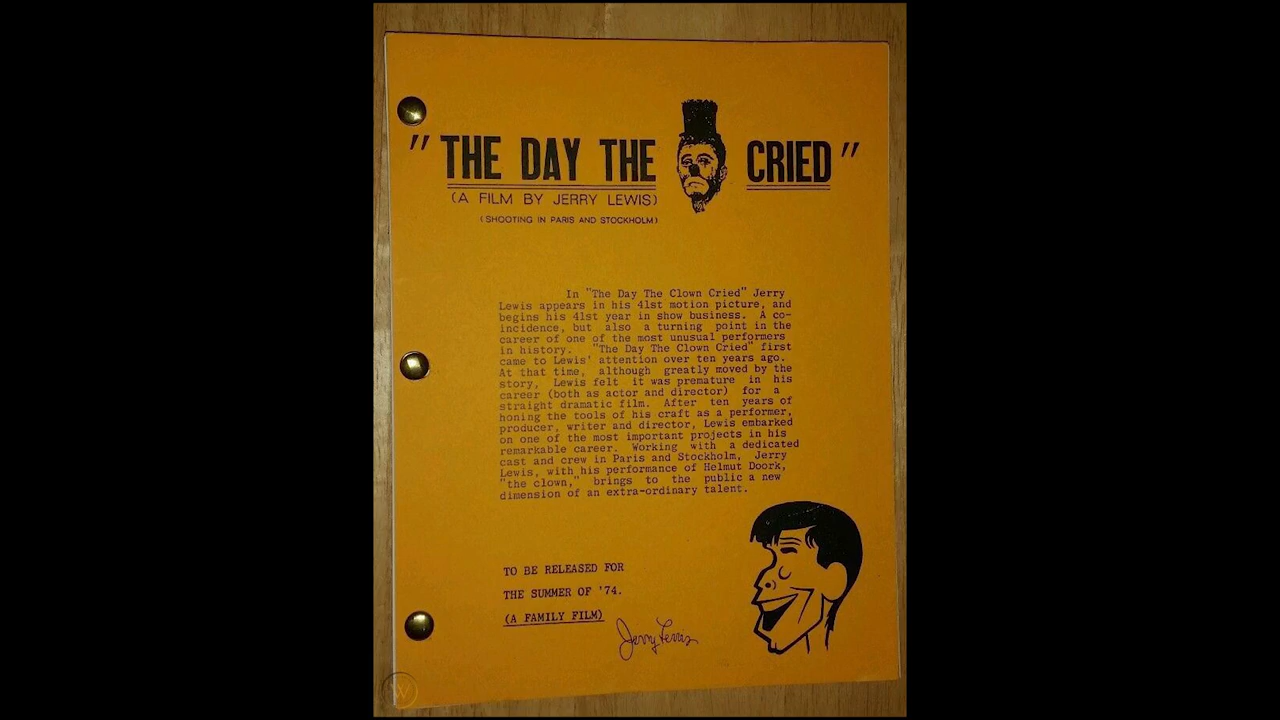 " THE DAY THE CRIED "
(A FILM BY JERRY LEWIS)
(SHOOTING IN PARIS AND STOCKHOLM)
In "The Day The Clown Cried" Jerry
Lewis appears in his 41st motion picture, and
begins his 41st year in show business. A co-
incidence, but also a turning point in the
career of one of the most unusual performers
in history. "The Day The Clown Cried" first
came to Lewis' attention over ten years ago.
At that time, although greatly moved by the
story, Lewis felt it was premature in his
career (both as actor and director) for a
straight dramatic film. After ten years of
honing the tools of his craft as a performer,
producer, writer and director, Lewis embarked
on one of the most important projects in his
remarkable career. Working with a dedicated
cast and crew in Paris and Stockholm, Jerry
Lewis, with his performance of Helmut Doork,
"the clown," brings to the public a new
dimension of an extra-ordinary talent.
TO BE RELEASED FOR
THE SUMMER OF '74.
(A FAMILY FILM)
Jerry Lewis
W